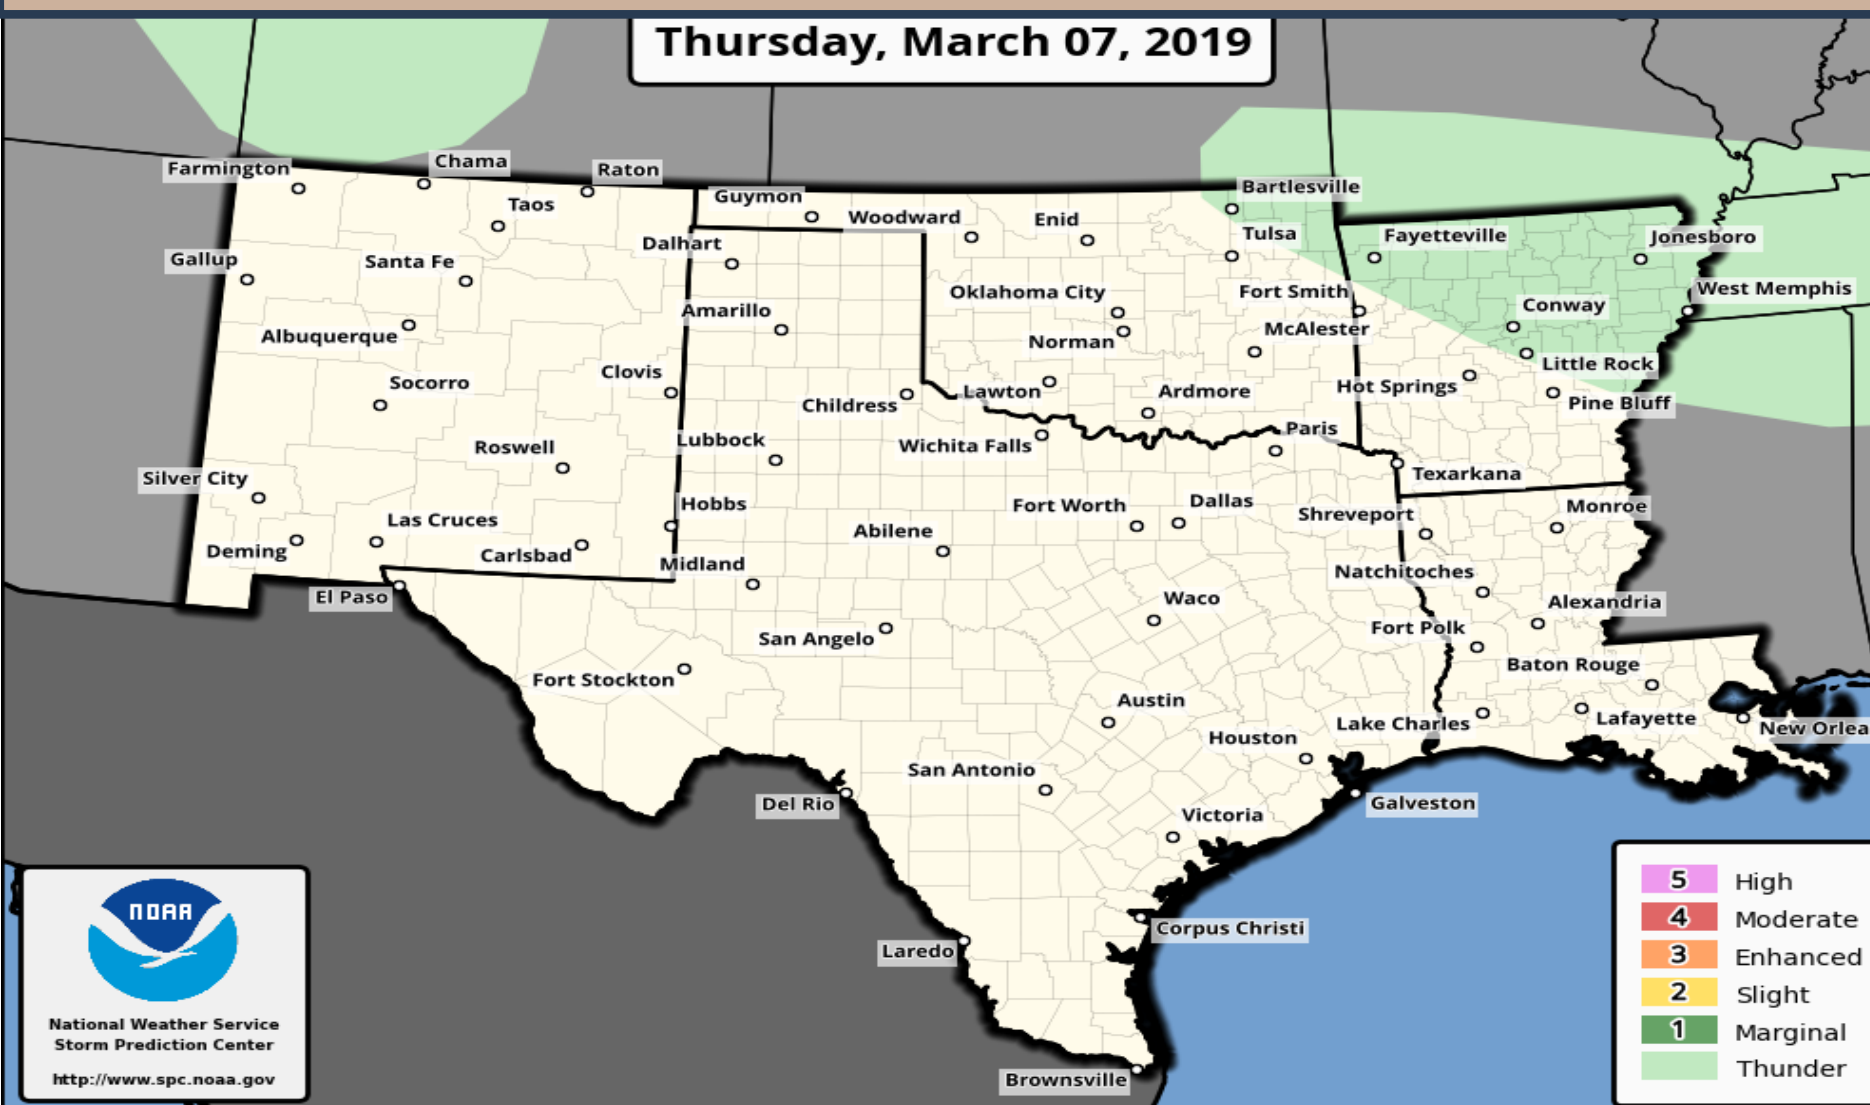 Thursday, March 07, 2019
Farmington
Chama
Raton
Taos
Guymon
Woodward
Enid
Bartlesville
Tulsa
Fayetteville
Jonesboro
Gallup
Santa Fe
Dalhart
Oklahoma City
Fort Smith
West Memphis
Conway
Albuquerque
Amarillo
Norman
McAlester
Little Rock
Socorro
Clovis
Childress
Lawton
Ardmore
Hot Springs
Pine Bluff
Roswell
Lubbock
Wichita Falls
Paris
Texarkana
Silver City
Las Cruces
Hobbs
Fort Worth
Dallas
Shreveport
Monroe
Deming
Carlsbad
Midland
Abilene
Natchitoches
El Paso
Waco
Alexandria
San Angelo
Fort Polk
Fort Stockton
Baton Rouge
Austin
Lake Charles
Lafayette
New Orlea
Houston
San Antonio
Del Rio
Galveston
Victoria
Corpus Christi
Laredo
Brownsville
NOAA
National Weather Service
Storm Prediction Center
http://www.spc.noaa.gov
5 High
4 Moderate
3 Enhanced
2 Slight
1 Marginal
Thunder